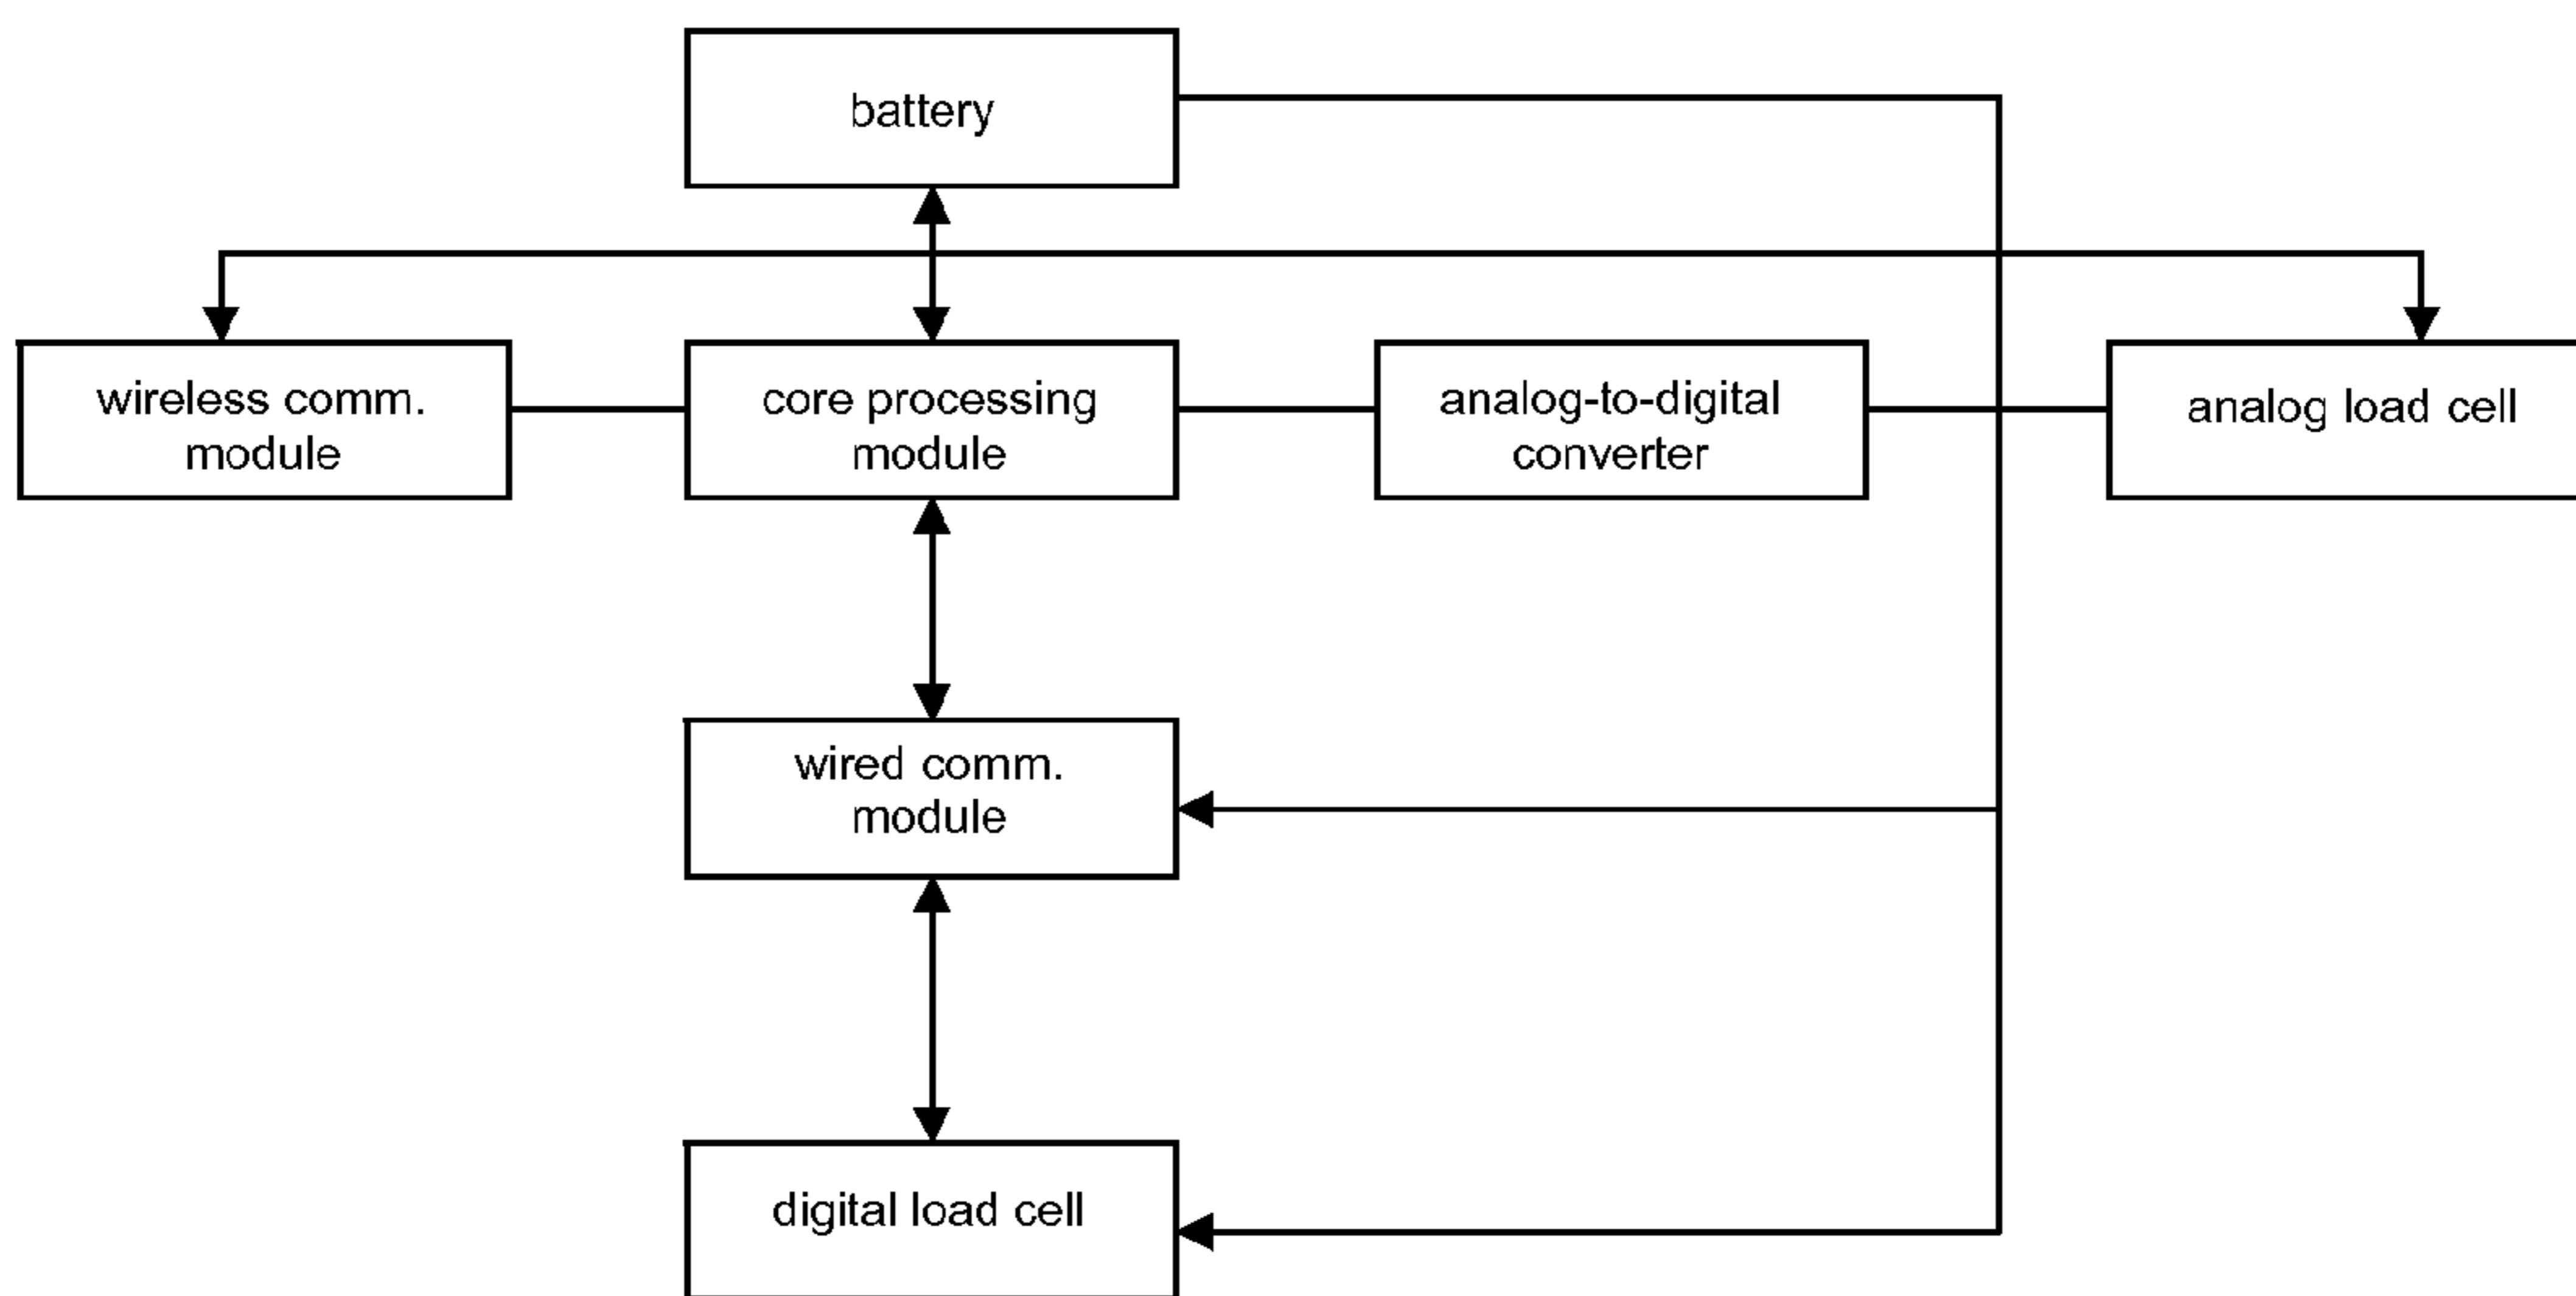 battery
wireless comm.
module
core processing
module
analog-to-digital
converter
analog load cell
wired comm.
module
digital load cell